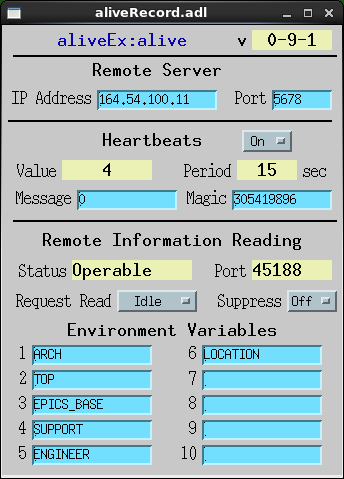 aliveRecord.adl
aliveEx:alive v 0-9-1
Remote Server
IP Address 164.54.100.11 Port 5678
Heartbeats On
Value 4 Period 15 sec
Message 0 Magic 305419896
Remote Information Reading
Status Operable Port 45188
Request Read Idle Suppress Off
Environment Variables
1 ARCH 6 LOCATION
2 TOP 7
3 EPICS_BASE 8
4 SUPPORT 9
5 ENGINEER 10